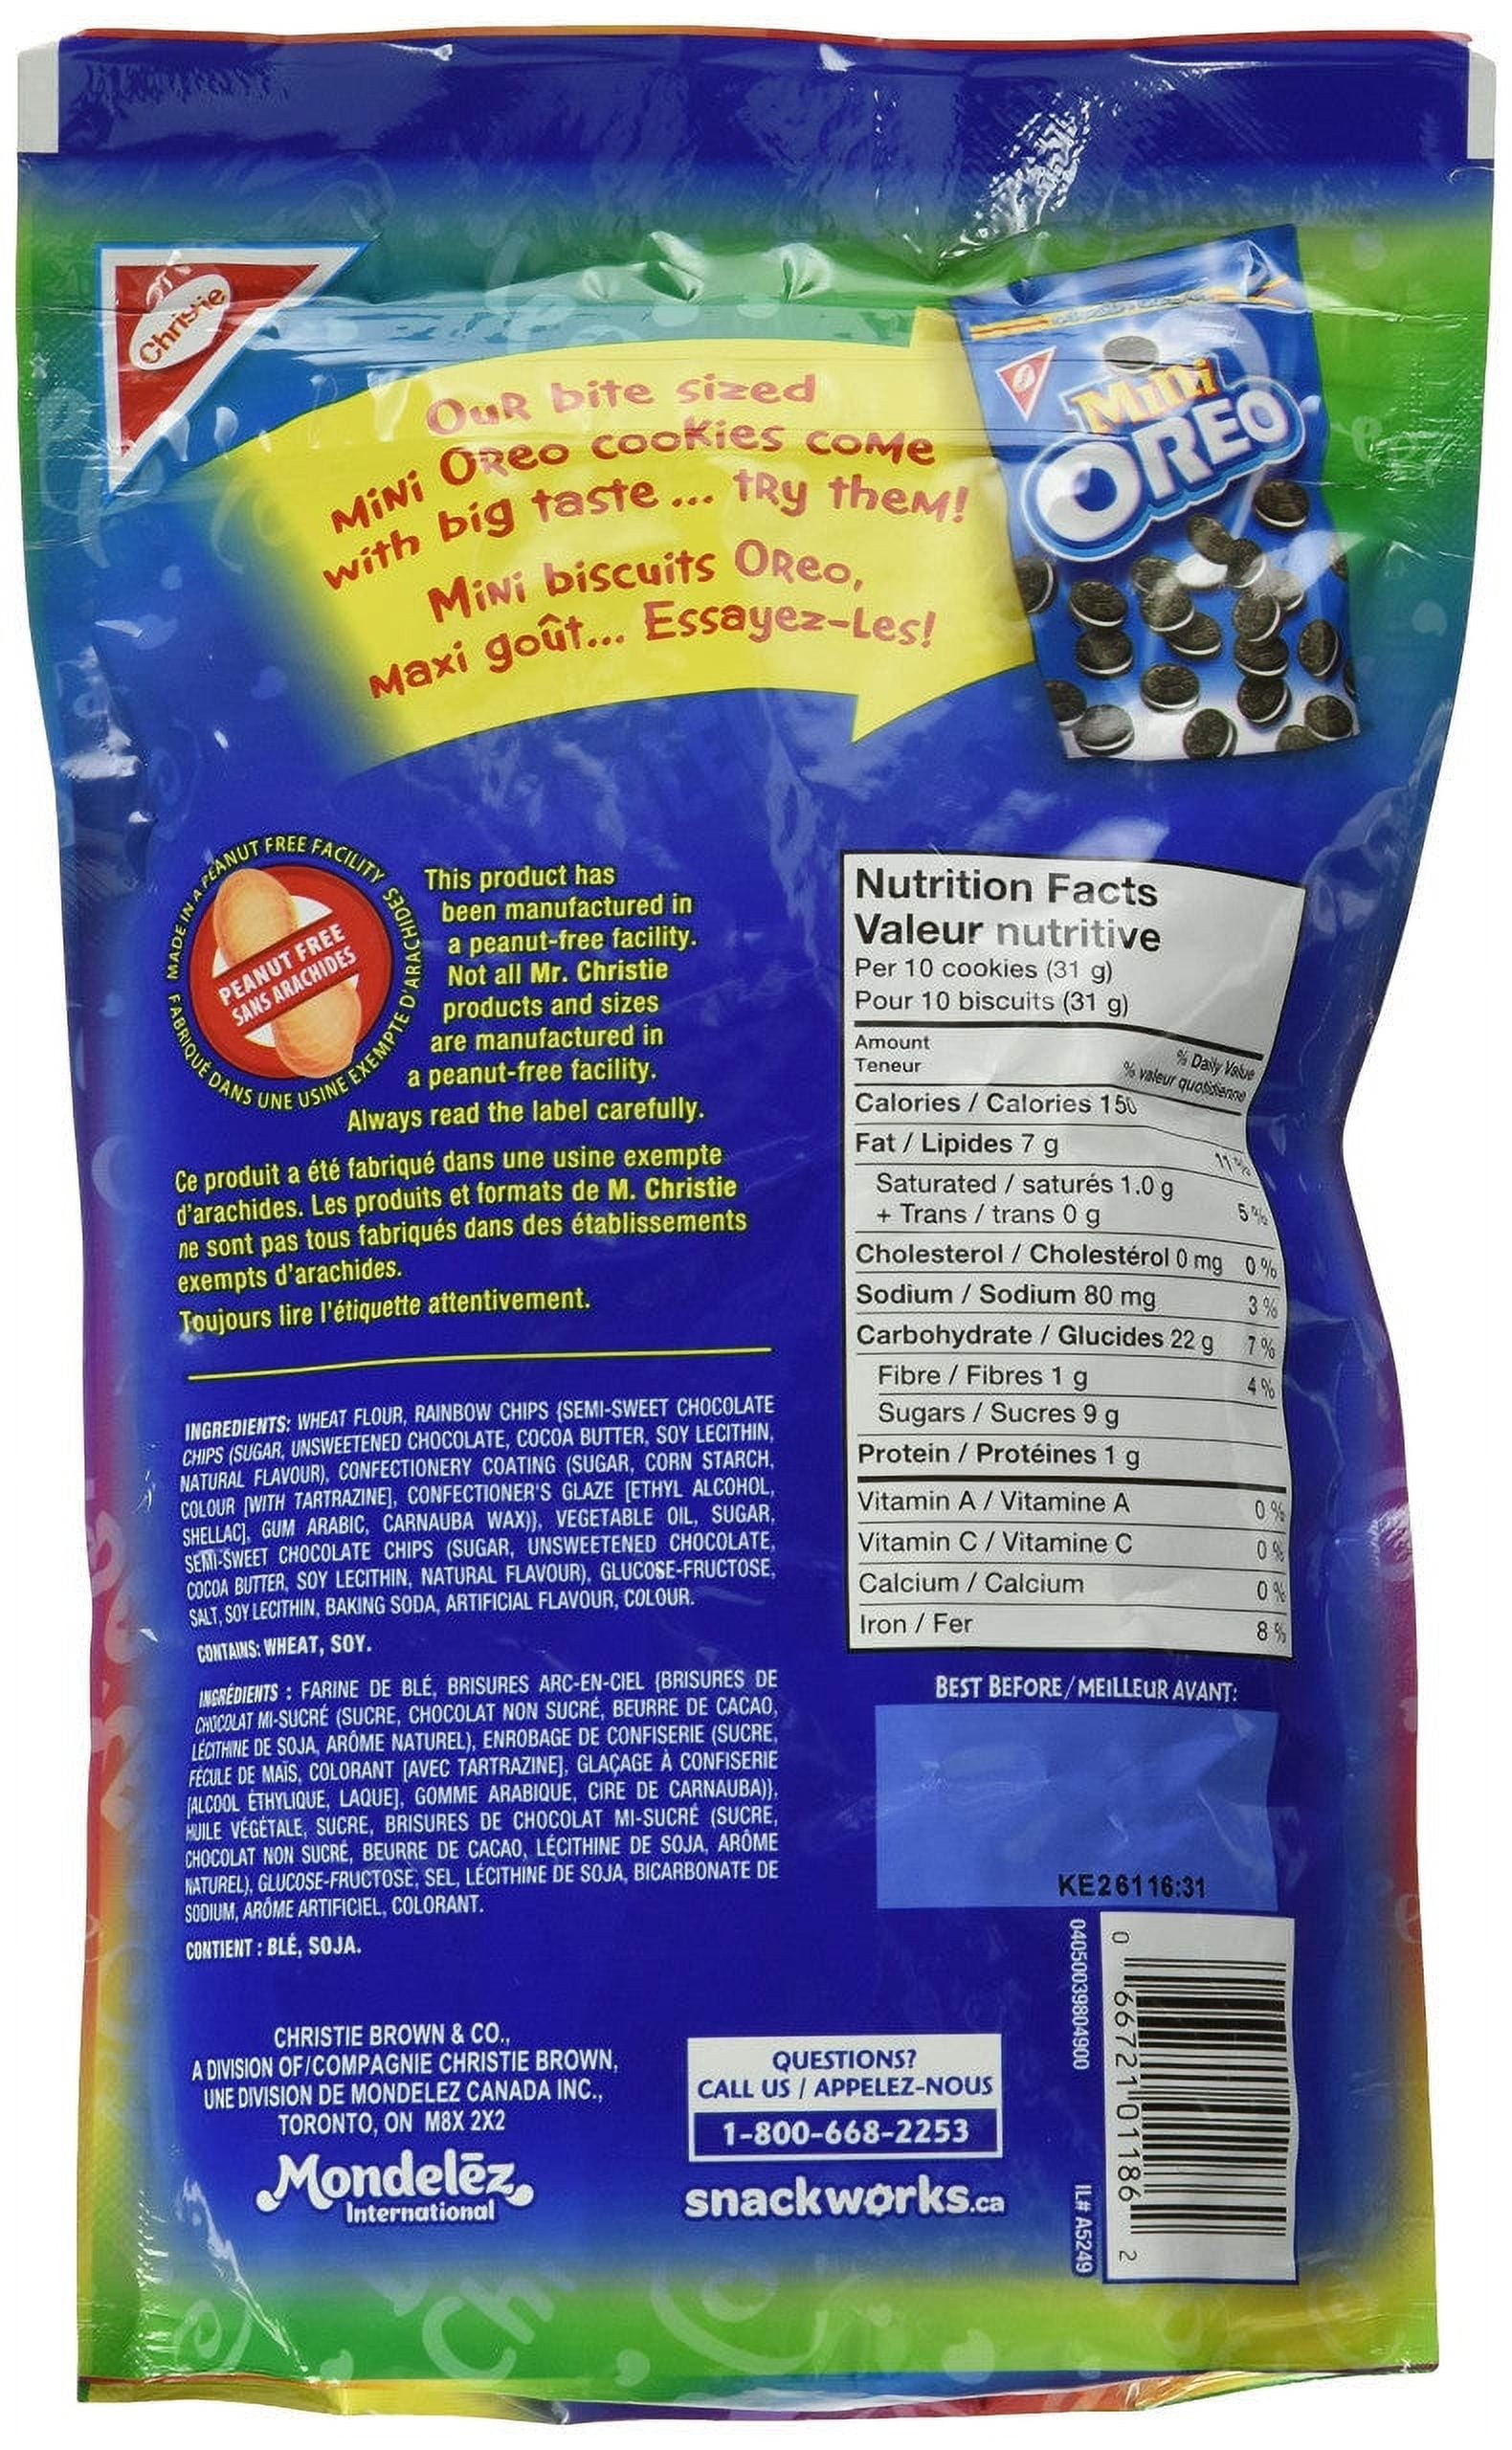 Christie
Our bite sized
Mini Oreo cookies come
with big taste ... try them!
Mini biscuits Oreo,
Maxi goût... Essayez-Les!
Mini
OREO
MADE IN A PEANUT FREE FACILITY
PEANUT FREE
SANS ARACHIDES
FABRIQUÉ DANS UNE USINE EXEMPTE D'ARACHIDES
This product has
been manufactured in
a peanut-free facility.
Not all Mr. Christie
products and sizes
are manufactured in
a peanut-free facility.
Always read the label carefully.
Ce produit a été fabriqué dans une usine exempte
d'arachides. Les produits et formats de M. Christie
ne sont pas tous fabriqués dans des établissements
exempts d'arachides.
Toujours lire l'étiquette attentivement.
INGREDIENTS: WHEAT FLOUR, RAINBOW CHIPS {SEMI-SWEET CHOCOLATE
CHIPS (SUGAR, UNSWEETENED CHOCOLATE, COCOA BUTTER, SOY LECITHIN,
NATURAL FLAVOUR), CONFECTIONERY COATING (SUGAR, CORN STARCH,
COLOUR [WITH TARTRAZINE], CONFECTIONER'S GLAZE [ETHYL ALCOHOL,
SHELLAC], GUM ARABIC, CARNAUBA WAX)}, VEGETABLE OIL, SUGAR,
SEMI-SWEET CHOCOLATE CHIPS (SUGAR, UNSWEETENED CHOCOLATE,
COCOA BUTTER, SOY LECITHIN, NATURAL FLAVOUR), GLUCOSE-FRUCTOSE,
SALT, SOY LECITHIN, BAKING SODA, ARTIFICIAL FLAVOUR, COLOUR.
CONTAINS: WHEAT, SOY.
INGRÉDIENTS : FARINE DE BLÉ, BRISURES ARC-EN-CIEL {BRISURES DE
CHOCOLAT MI-SUCRÉ (SUCRE, CHOCOLAT NON SUCRÉ, BEURRE DE CACAO,
LÉCITHINE DE SOJA, ARÔME NATUREL), ENROBAGE DE CONFISERIE (SUCRE,
FÉCULE DE MAÏS, COLORANT [AVEC TARTRAZINE], GLAÇAGE À CONFISERIE
[ALCOOL ÉTHYLIQUE, LAQUE], GOMME ARABIQUE, CIRE DE CARNAUBA)},
HUILE VÉGÉTALE, SUCRE, BRISURES DE CHOCOLAT MI-SUCRÉ (SUCRE,
CHOCOLAT NON SUCRÉ, BEURRE DE CACAO, LÉCITHINE DE SOJA, ARÔME
NATUREL), GLUCOSE-FRUCTOSE, SEL, LÉCITHINE DE SOJA, BICARBONATE DE
SODIUM, ARÔME ARTIFICIEL, COLORANT.
CONTIENT : BLÉ, SOJA.
Nutrition Facts
Valeur nutritive
Per 10 cookies (31 g)
Pour 10 biscuits (31 g)
Amount % Daily Value
Teneur % valeur quotidienne
Calories / Calories 150
Fat / Lipides 7 g 11 %
Saturated / saturés 1.0 g
+ Trans / trans 0 g 5 %
Cholesterol / Cholestérol 0 mg 0 %
Sodium / Sodium 80 mg 3 %
Carbohydrate / Glucides 22 g 7 %
Fibre / Fibres 1 g 4 %
Sugars / Sucres 9 g
Protein / Protéines 1 g
Vitamin A / Vitamine A 0 %
Vitamin C / Vitamine C 0 %
Calcium / Calcium 0 %
Iron / Fer 8 %
BEST BEFORE/MEILLEUR AVANT:
KE26116:31
04050039804900
IL# A5249
0 66721 01186 2
CHRISTIE BROWN & CO.,
A DIVISION OF/COMPAGNIE CHRISTIE BROWN,
UNE DIVISION DE MONDELEZ CANADA INC.,
TORONTO, ON M8X 2X2
Mondelēz
International
QUESTIONS?
CALL US / APPELEZ-NOUS
1-800-668-2253
snackworks.ca